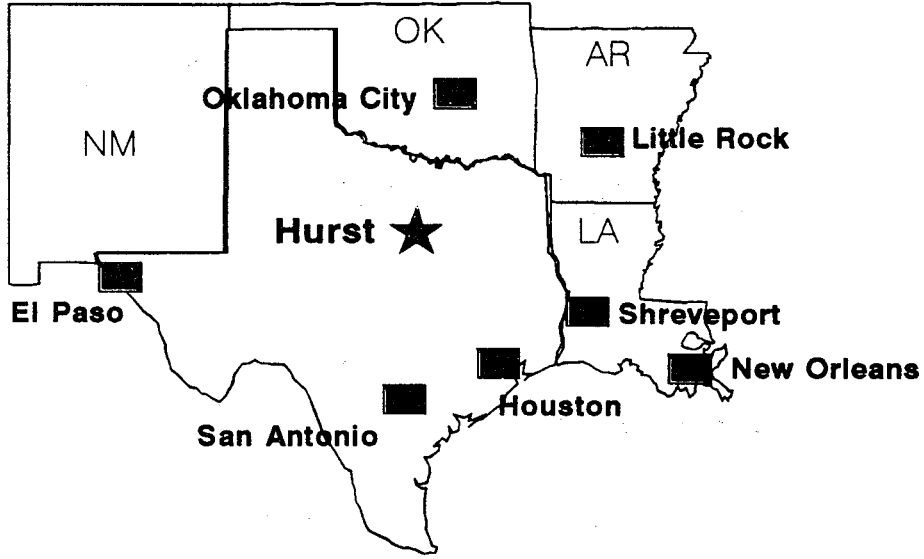 OK
AR
Oklahoma City
Little Rock
NM
Hurst
LA
El Paso
Shreveport
New Orleans
Houston
San Antonio